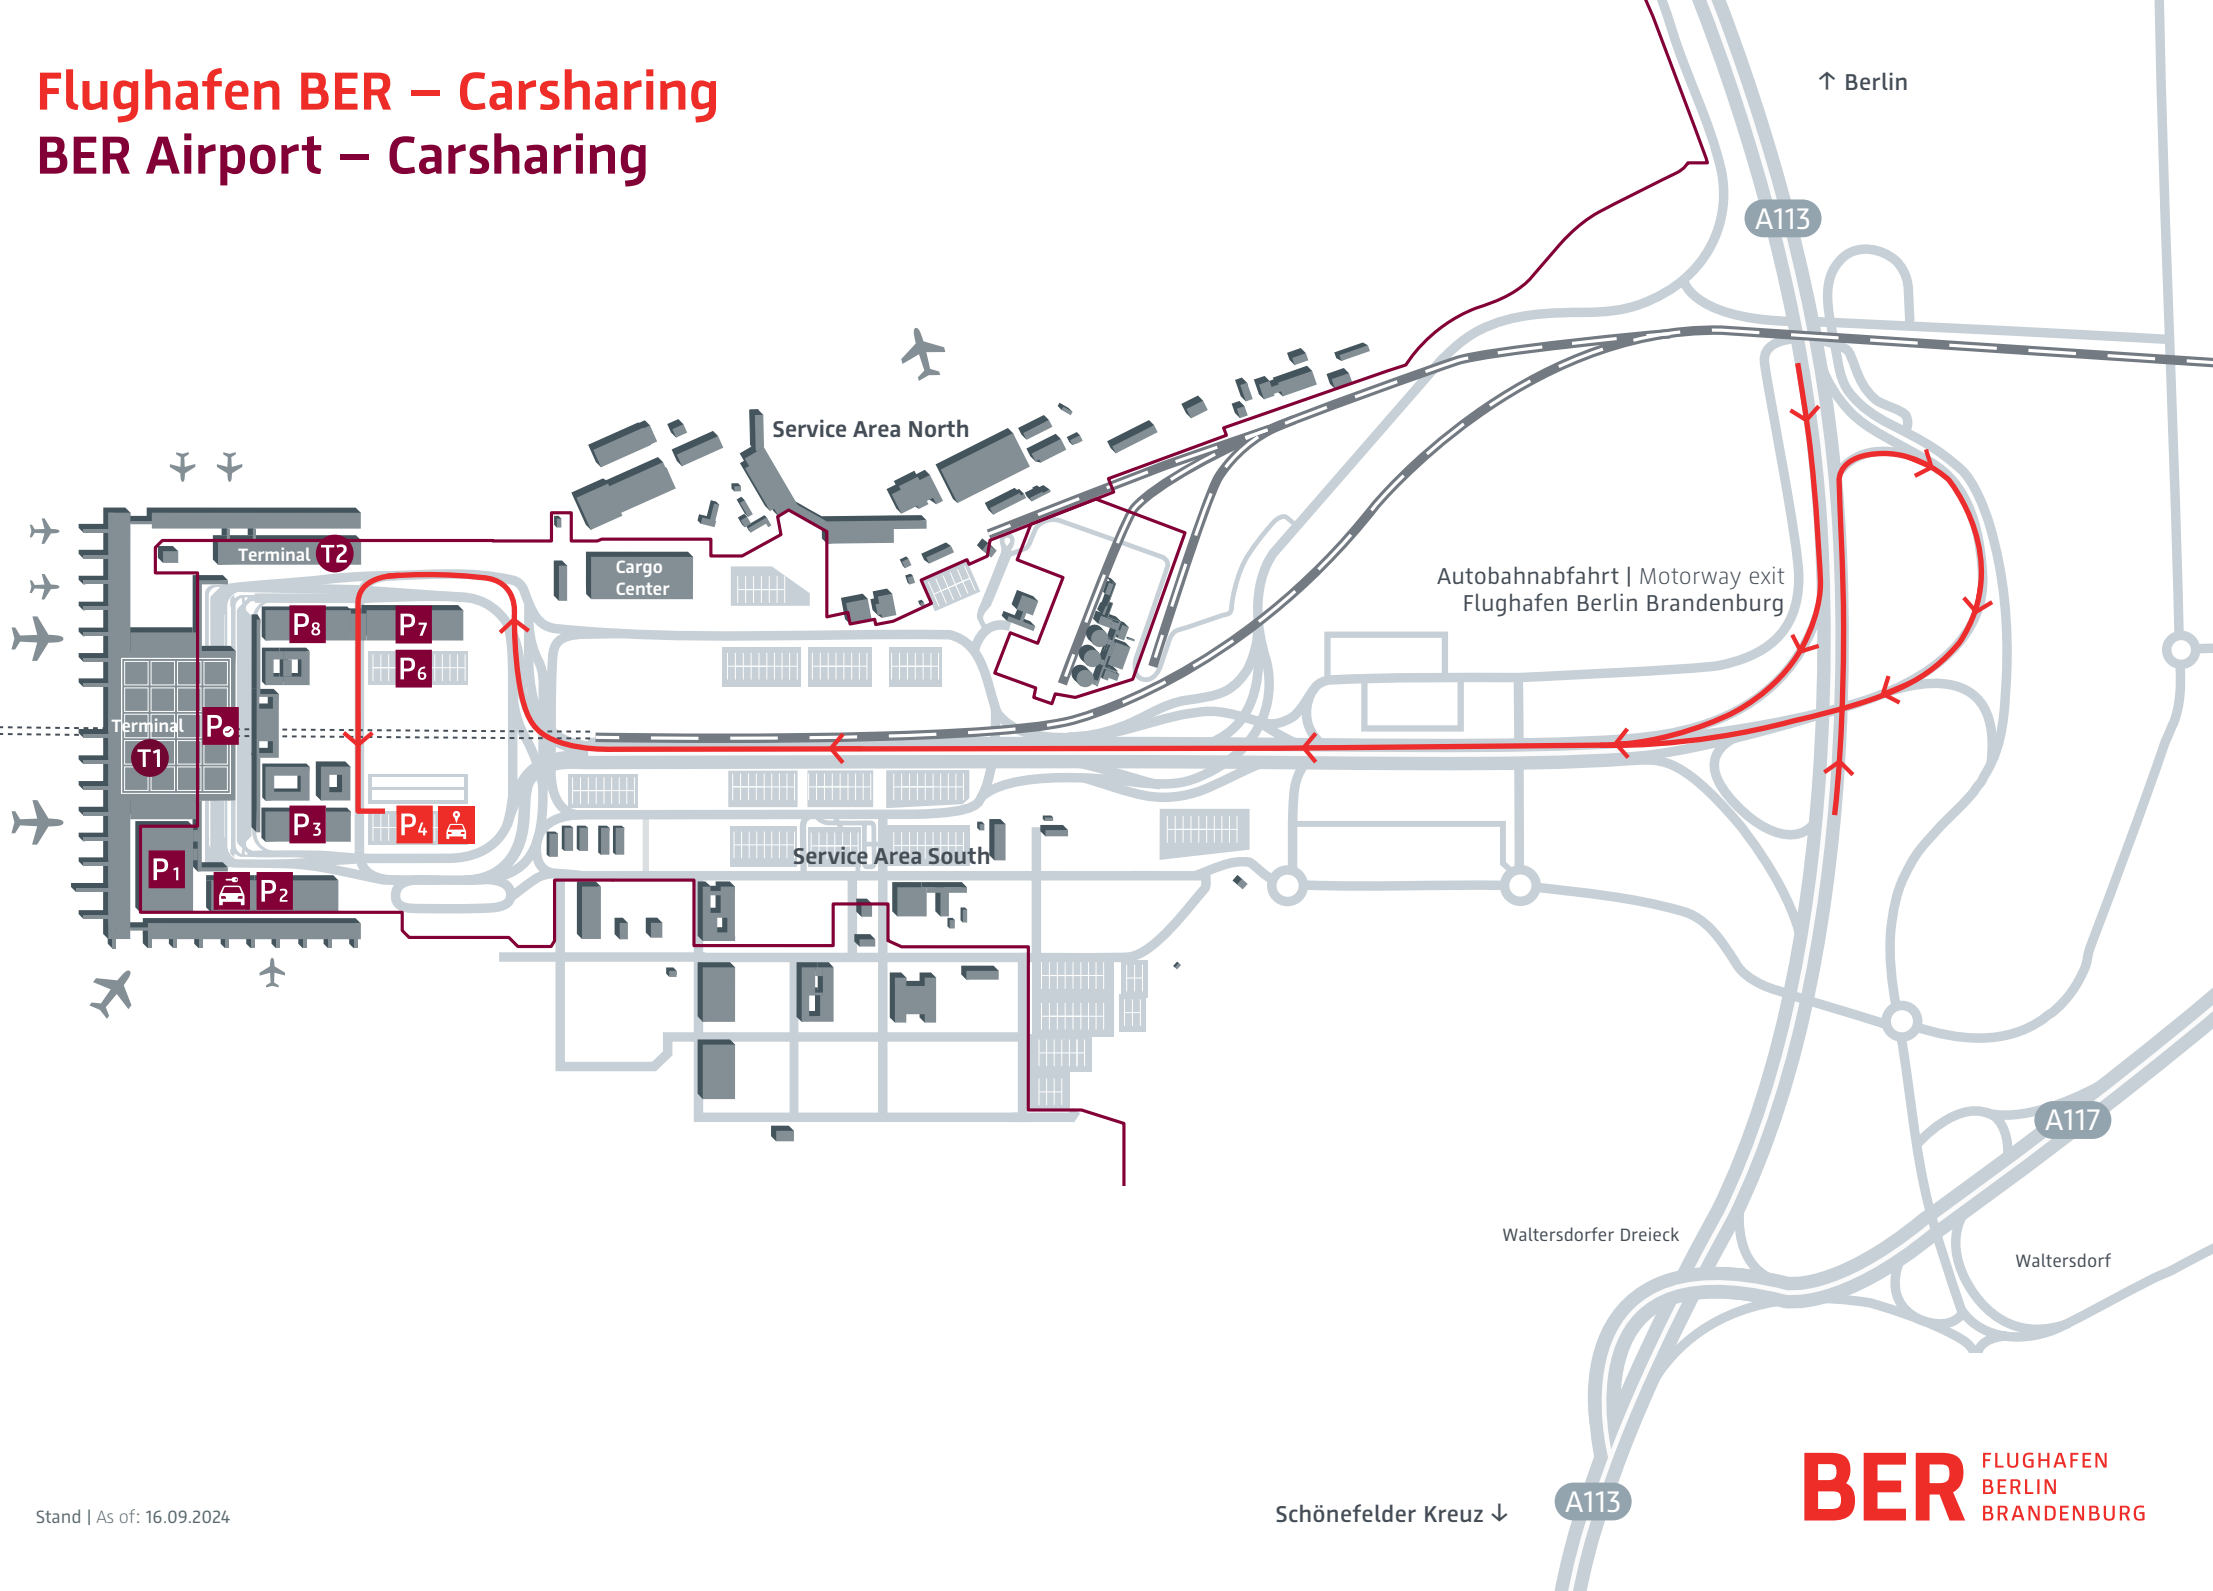 Flughafen BER – Carsharing
BER Airport – Carsharing
↑ Berlin
A113
Service Area North
Terminal T2
Cargo
Center
Autobahnabfahrt | Motorway exit
Flughafen Berlin Brandenburg
P8
P7
P6
Terminal
T1
P
P3
P4
Service Area South
P1
P2
A117
Waltersdorfer Dreieck
Waltersdorf
Schönefelder Kreuz ↓
A113
BER
FLUGHAFEN
BERLIN
BRANDENBURG
Stand | As of: 16.09.2024